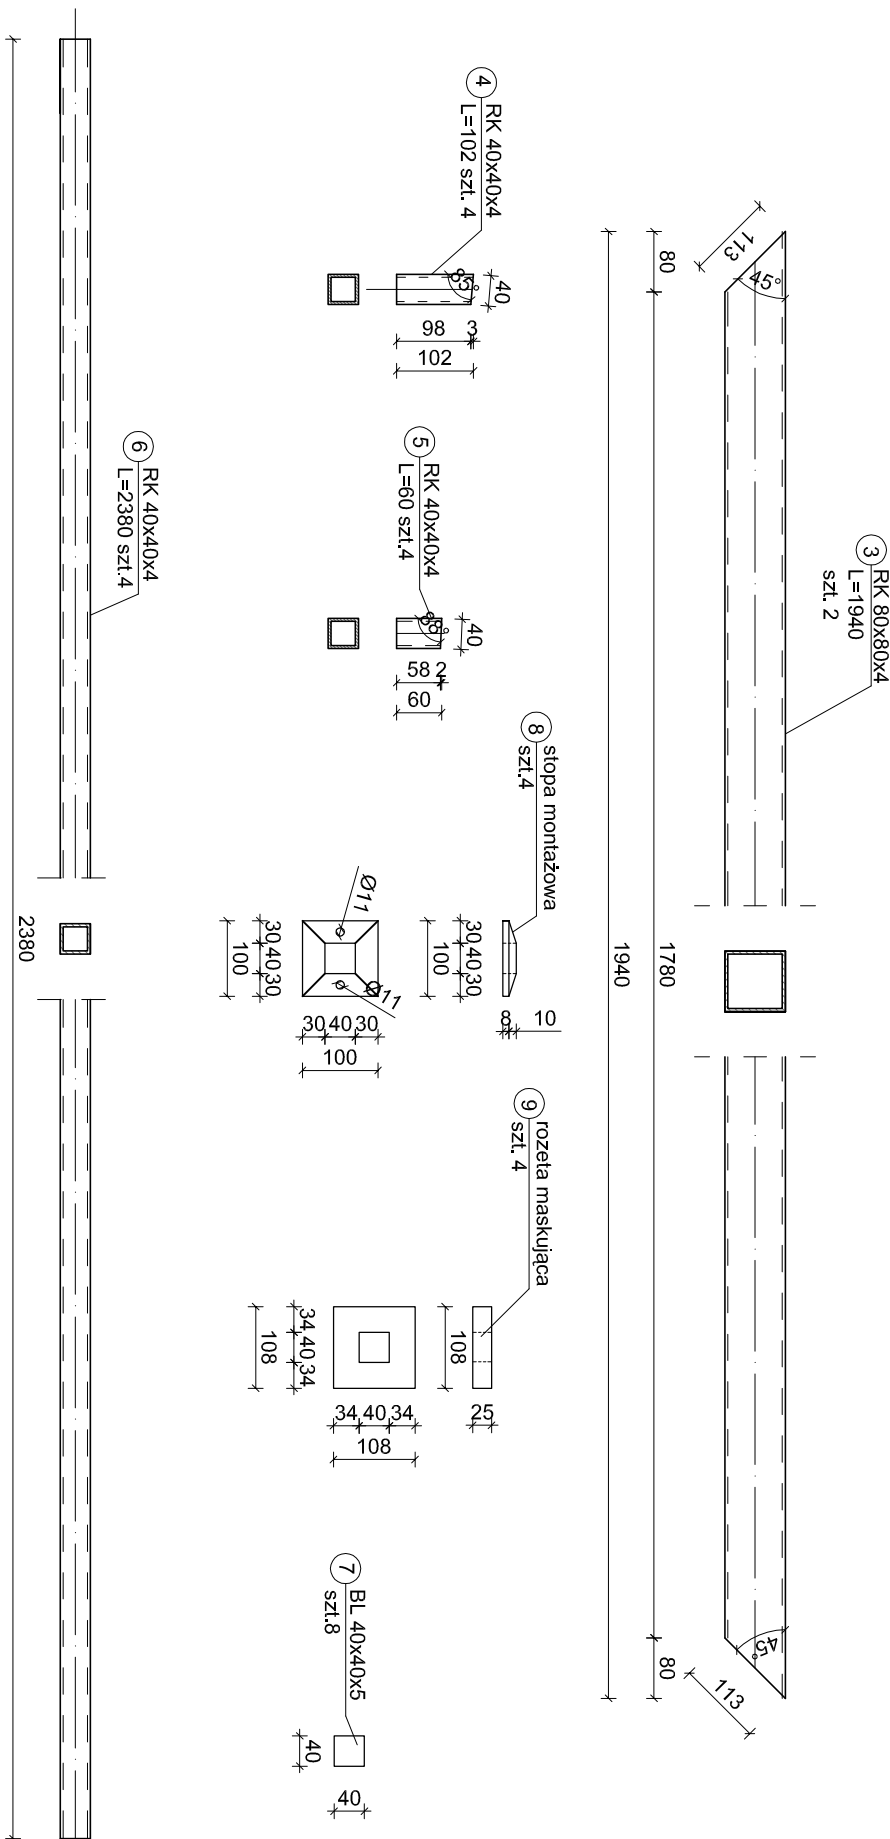 3
RK 80x80x4
L=1940
szt. 2
113
45°
45°
113
80
1780
80
1940
4
RK 40x40x4
L=102 szt. 4
85°
40
98
3
102
5
RK 40x40x4
L=60 szt.4
88°
40
58
2
60
8
stopa montażowa
szt.4
30 40 30
100
8
10
Ø11
Ø11
30 40 30
100
30 40 30
100
9
rozeta maskująca
szt. 4
108
25
34 40 34
108
34 40 34
108
7
BL 40x40x5
szt.8
40
40
6
RK 40x40x4
L=2380 szt.4
2380